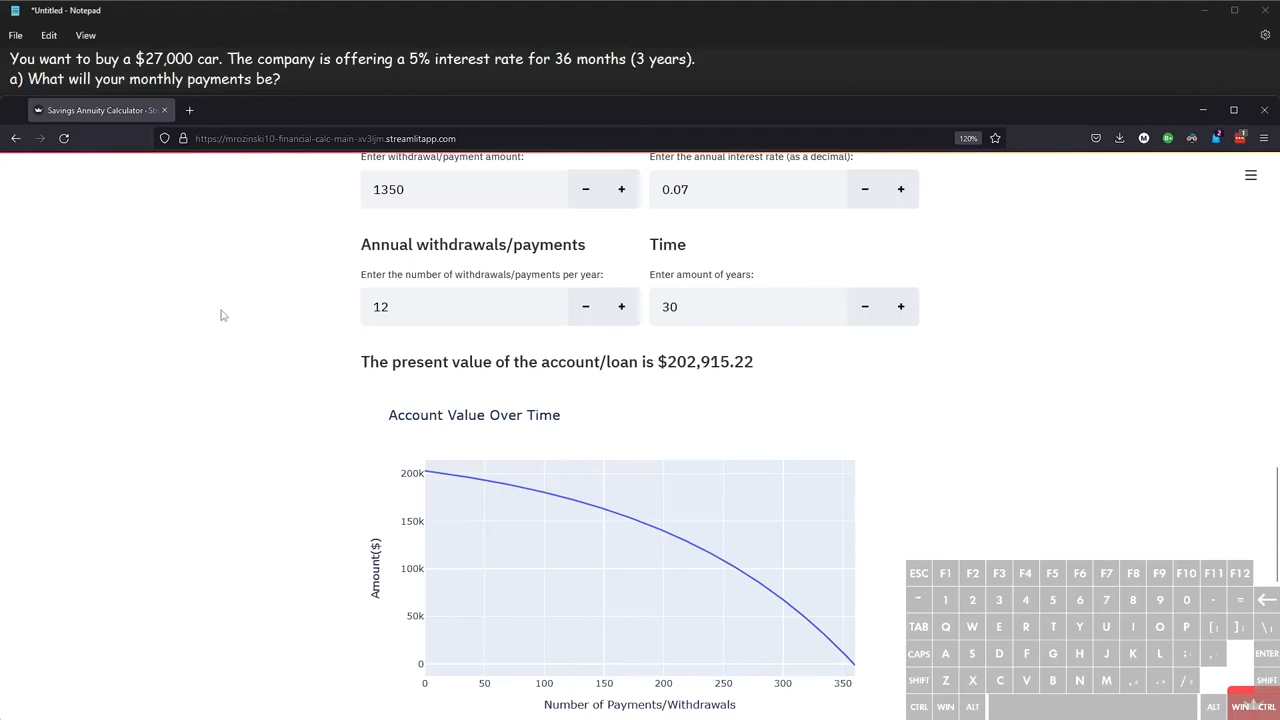 *Untitled - Notepad
File Edit View
You want to buy a $27,000 car. The company is offering a 5% interest rate for 36 months (3 years).
a) What will your monthly payments be?
Savings Annuity Calculator · St
https://mrozinski10-financial-calc-main-xv3ljm.streamlitapp.com
120%
Enter withdrawal/payment amount: Enter the annual interest rate (as a decimal):
1350 − + 0.07 − +
Annual withdrawals/payments Time
Enter the number of withdrawals/payments per year: Enter amount of years:
12 − + 30 − +
The present value of the account/loan is $202,915.22
Account Value Over Time
200k
150k
100k
50k
0
Amount($)
0 50 100 150 200 250 300 350
Number of Payments/Withdrawals
ESC F1 F2 F3 F4 F5 F6 F7 F8 F9 F10 F11 F12
~ 1 2 3 4 5 6 7 8 9 0 - = ←
TAB Q W E R T Y U I O P [ ] \
CAPS A S D F G H J K L ; ENTER
SHIFT Z X C V B N M , . / SHIFT
CTRL WIN ALT ALT WIN CTRL